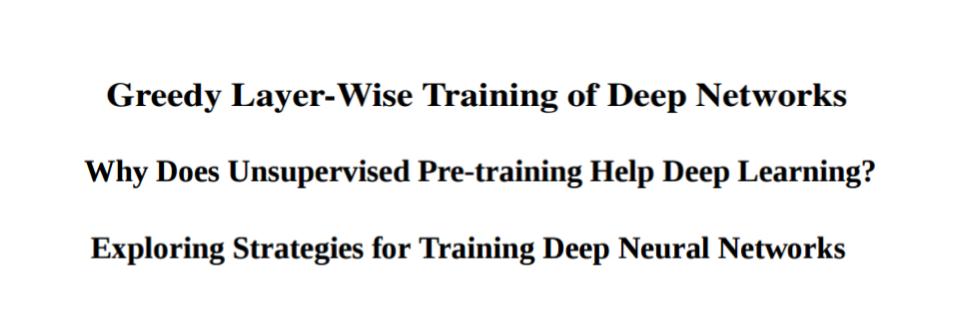 Greedy Layer-Wise Training of Deep Networks
Why Does Unsupervised Pre-training Help Deep Learning?
Exploring Strategies for Training Deep Neural Networks